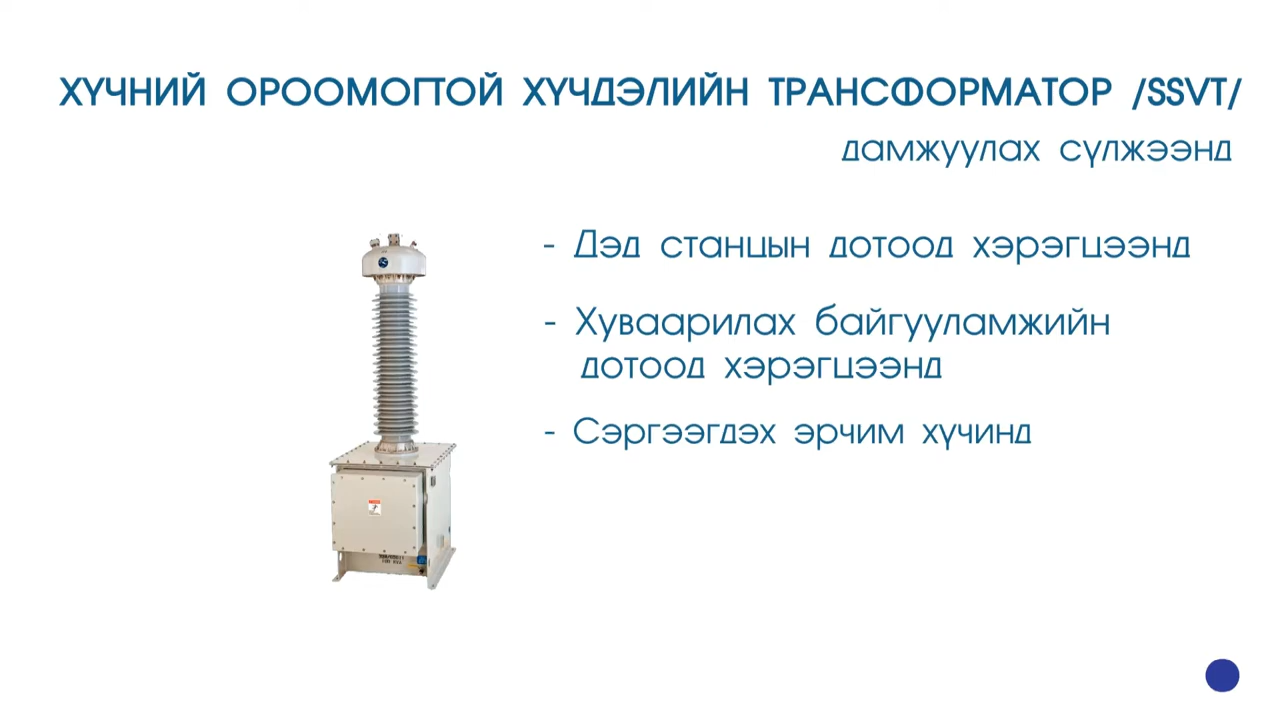 ХҮЧНИЙ ОРООМОГТОЙ ХҮЧДЭЛИЙН ТРАНСФОРМАТОР /SSVT/
дамжуулах сүлжээнд
- Дэд станцын дотоод хэрэгцээнд
- Хуваарилах байгууламжийн
дотоод хэрэгцээнд
- Сэргээгдэх эрчим хүчинд